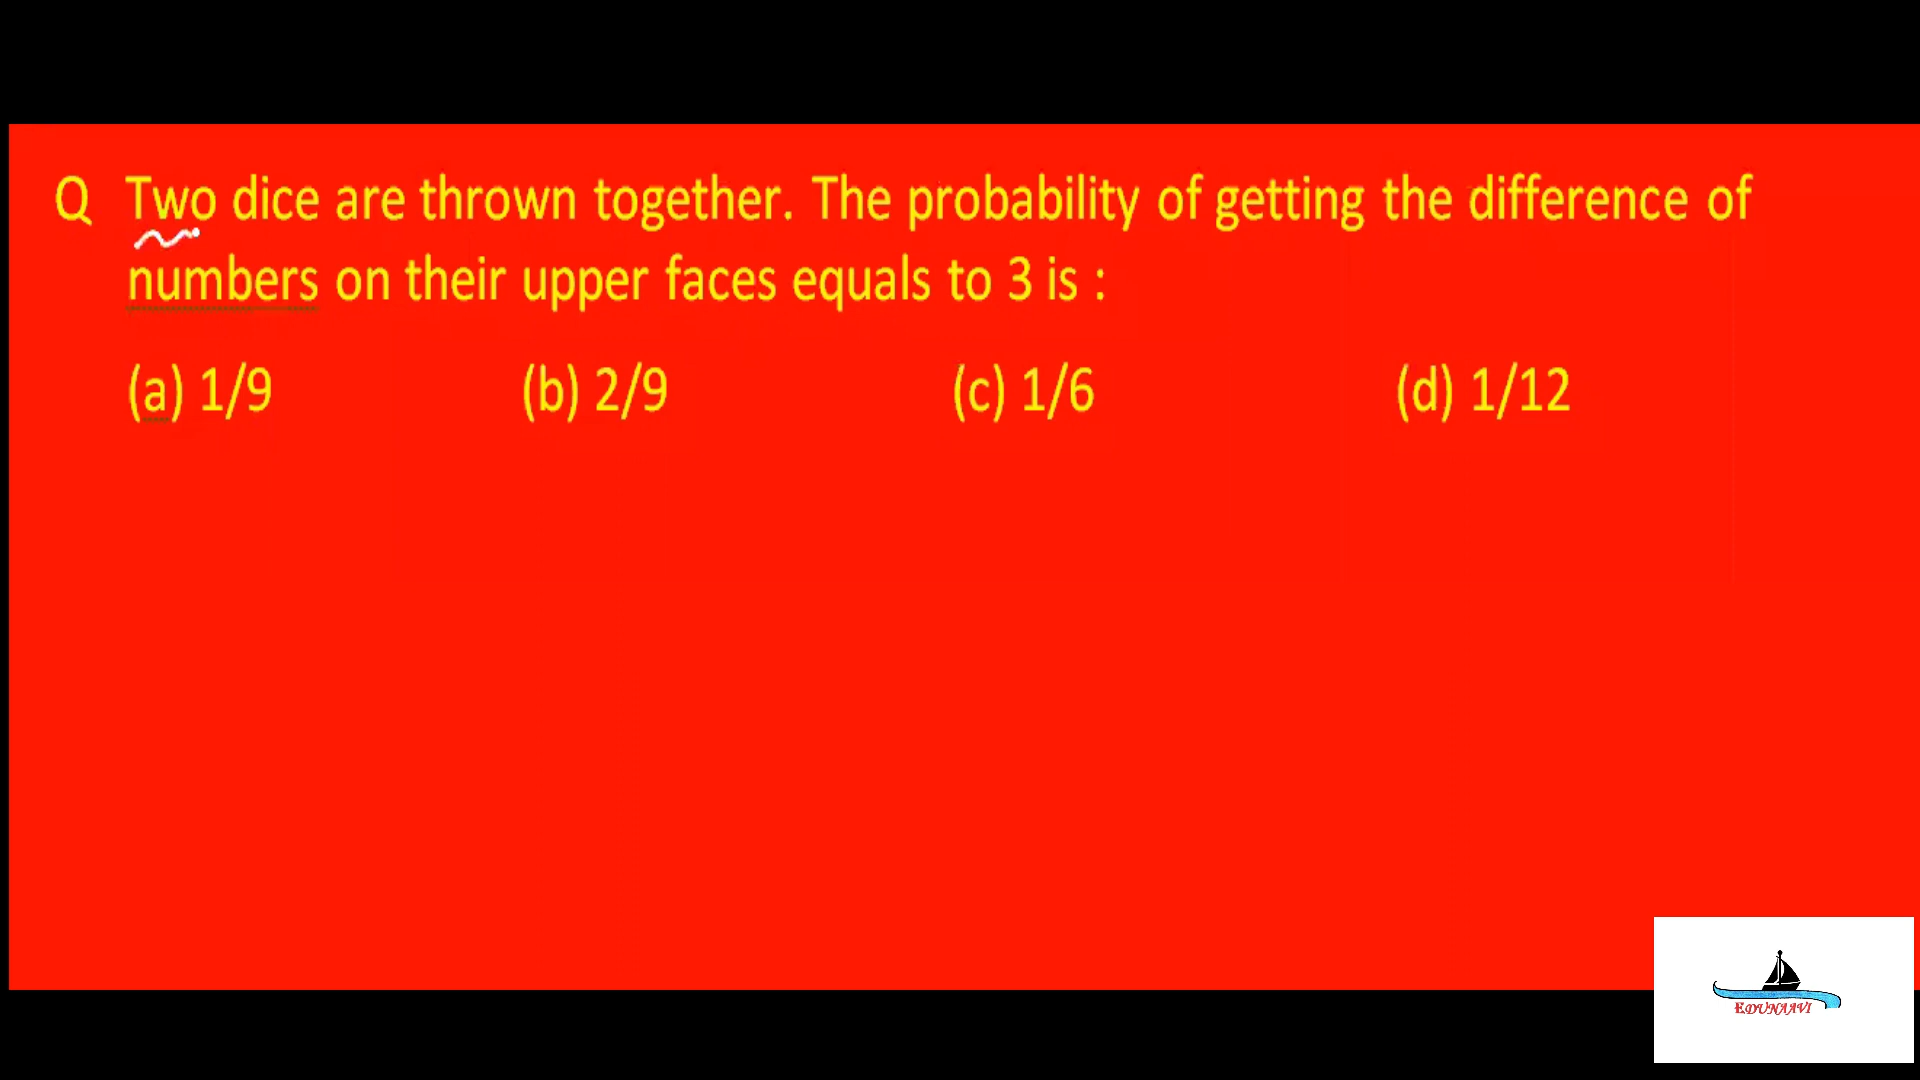 Q Two dice are thrown together. The probability of getting the difference of
numbers on their upper faces equals to 3 is :
(a) 1/9 (b) 2/9 (c) 1/6 (d) 1/12
EDUNAAVI